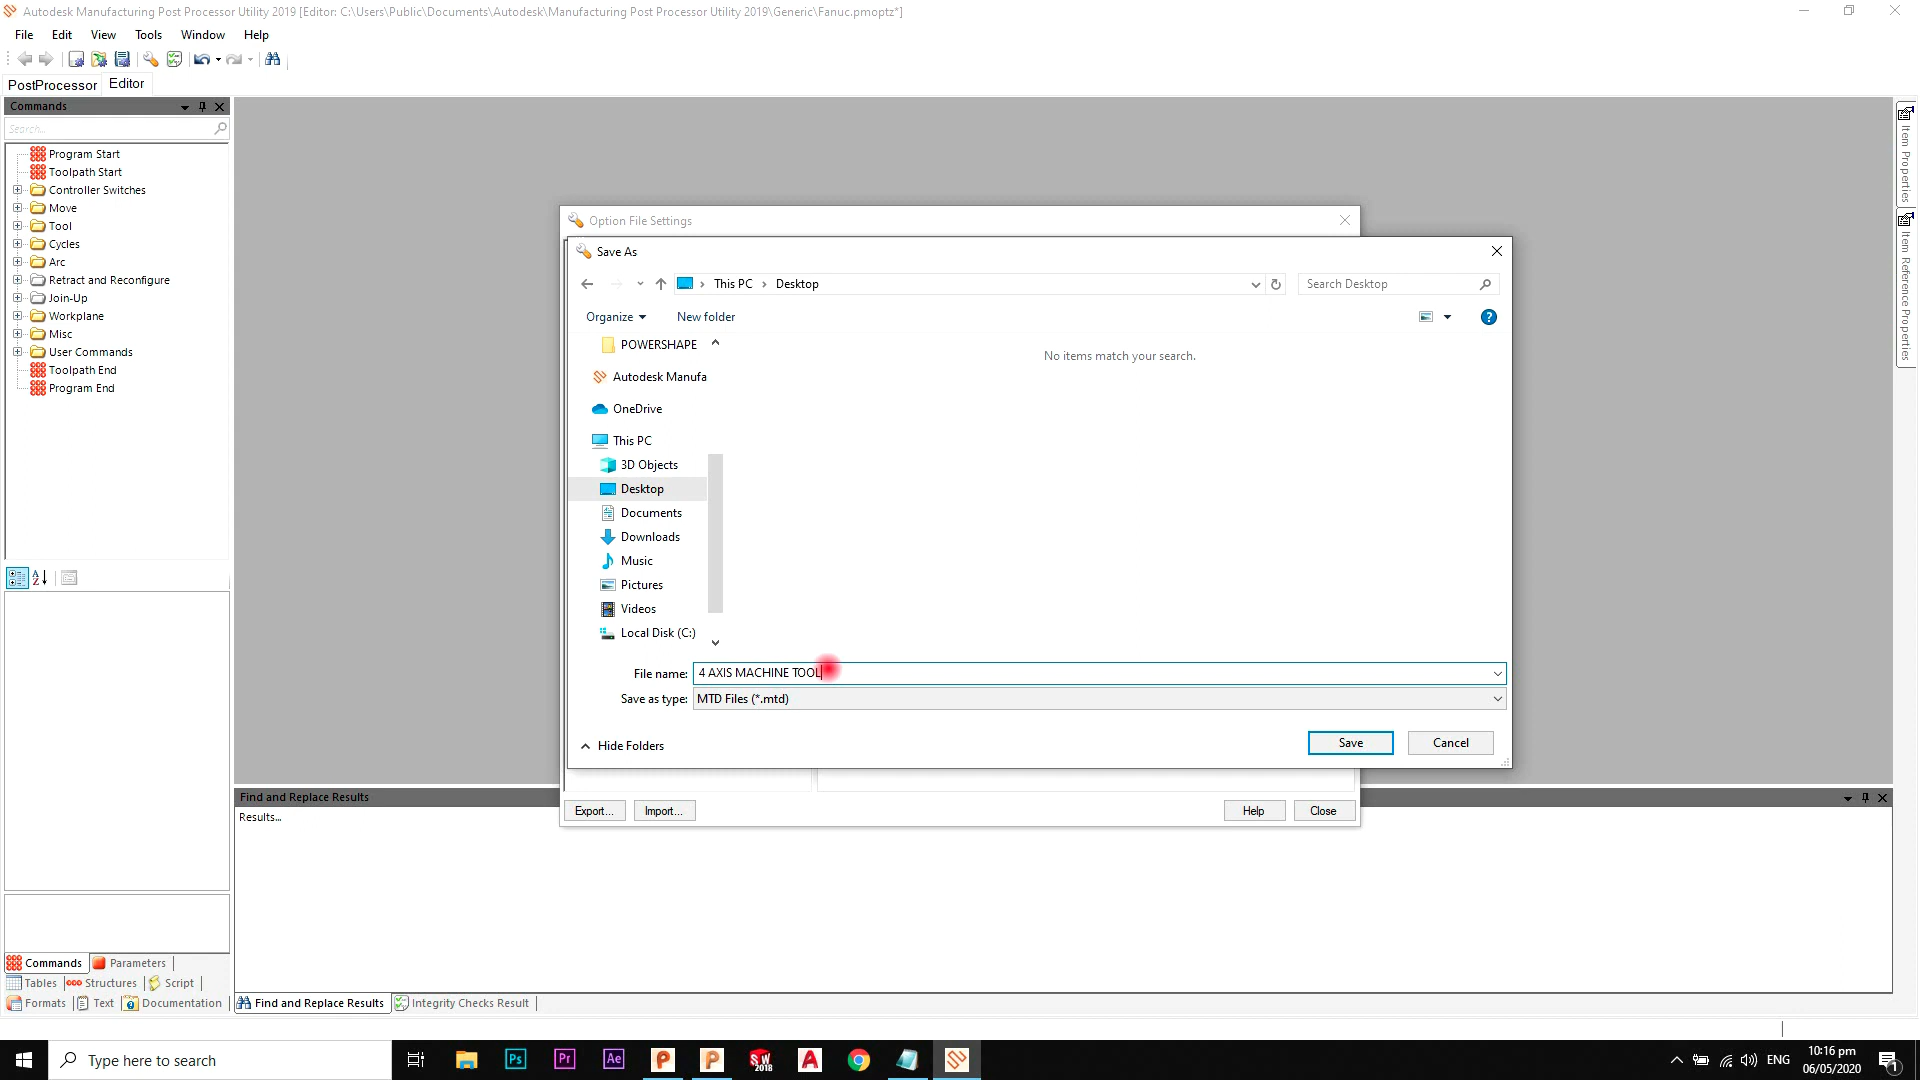 Autodesk Manufacturing Post Processor Utility 2019 [Editor: C:\Users\Public\Documents\Autodesk\Manufacturing Post Processor Utility 2019\Generic\Fanuc.pmoptz*]
File Edit View Tools Window Help
PostProcessor Editor
Commands
Search...
Program Start
Toolpath Start
Controller Switches
Move
Tool
Cycles
Arc
Retract and Reconfigure
Join-Up
Workplane
Misc
User Commands
Toolpath End
Program End
Commands Parameters
Tables Structures Script
Formats Text Documentation
Option File Settings
Save As
This PC > Desktop
Search Desktop
Organize New folder
POWERSHAPE
Autodesk Manufa
OneDrive
This PC
3D Objects
Desktop
Documents
Downloads
Music
Pictures
Videos
Local Disk (C:)
No items match your search.
File name: 4 AXIS MACHINE TOOL
Save as type: MTD Files (*.mtd)
Hide Folders
Save Cancel
Export... Import... Help Close
Find and Replace Results
Results...
Find and Replace Results Integrity Checks Result
Item Properties
Item Reference Properties
Type here to search
Ps Pr Ae P P SW 2018 A
ENG
10:16 pm
06/05/2020
1